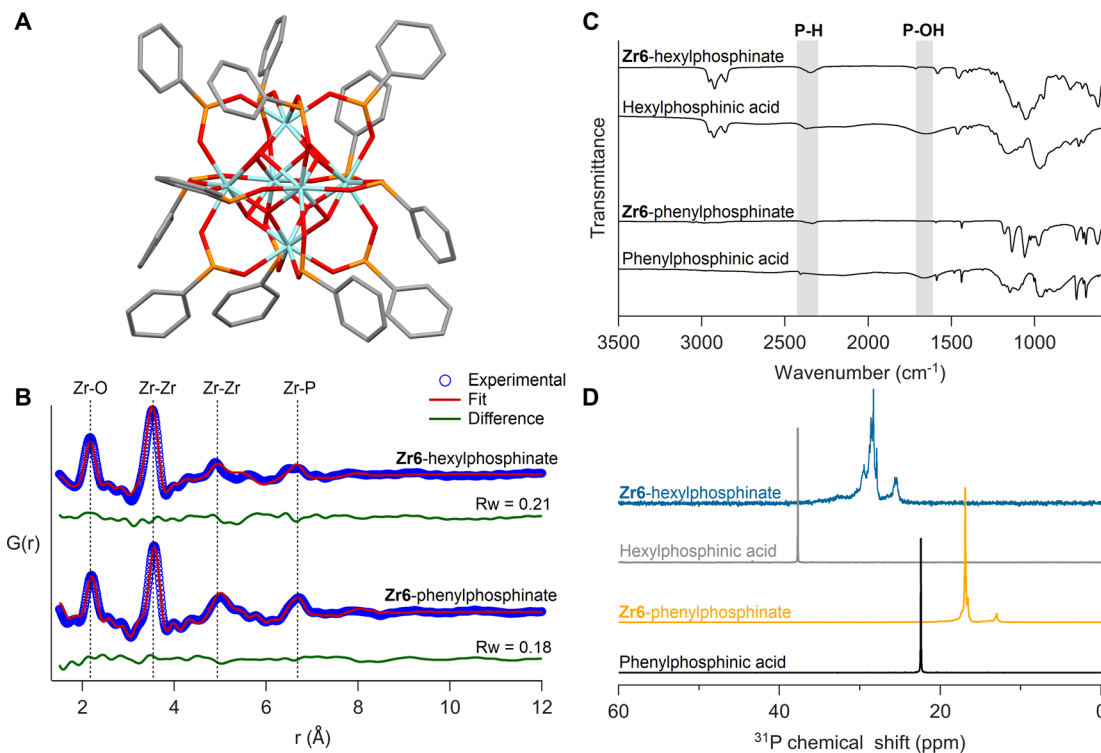 A
B
Zr-O
Zr-Zr
Zr-Zr
Zr-P
Experimental
Fit
Difference
Zr6-hexylphosphinate
Rw = 0.21
G(r)
Zr6-phenylphosphinate
Rw = 0.18
2
4
6
8
10
12
r (Å)
C
P-H
P-OH
Zr6-hexylphosphinate
Hexylphosphinic acid
Zr6-phenylphosphinate
Phenylphosphinic acid
Transmittance
3500
3000
2500
2000
1500
1000
Wavenumber (cm⁻¹)
D
Zr6-hexylphosphinate
Hexylphosphinic acid
Zr6-phenylphosphinate
Phenylphosphinic acid
60
40
20
0
³¹P chemical shift (ppm)